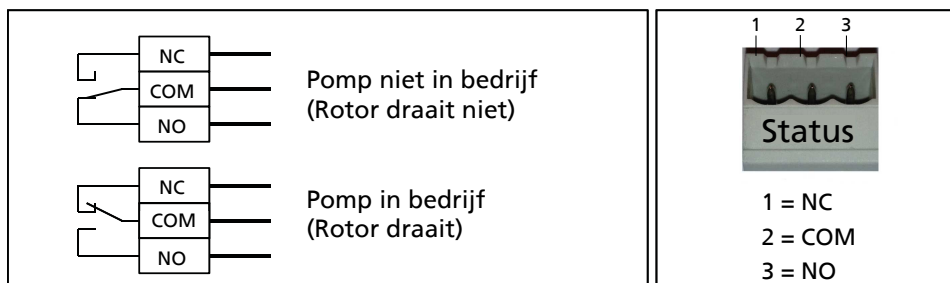 NC
COM
NO
Pomp niet in bedrijf
(Rotor draait niet)
NC
COM
NO
Pomp in bedrijf
(Rotor draait)
1 2 3
Status
1 = NC
2 = COM
3 = NO